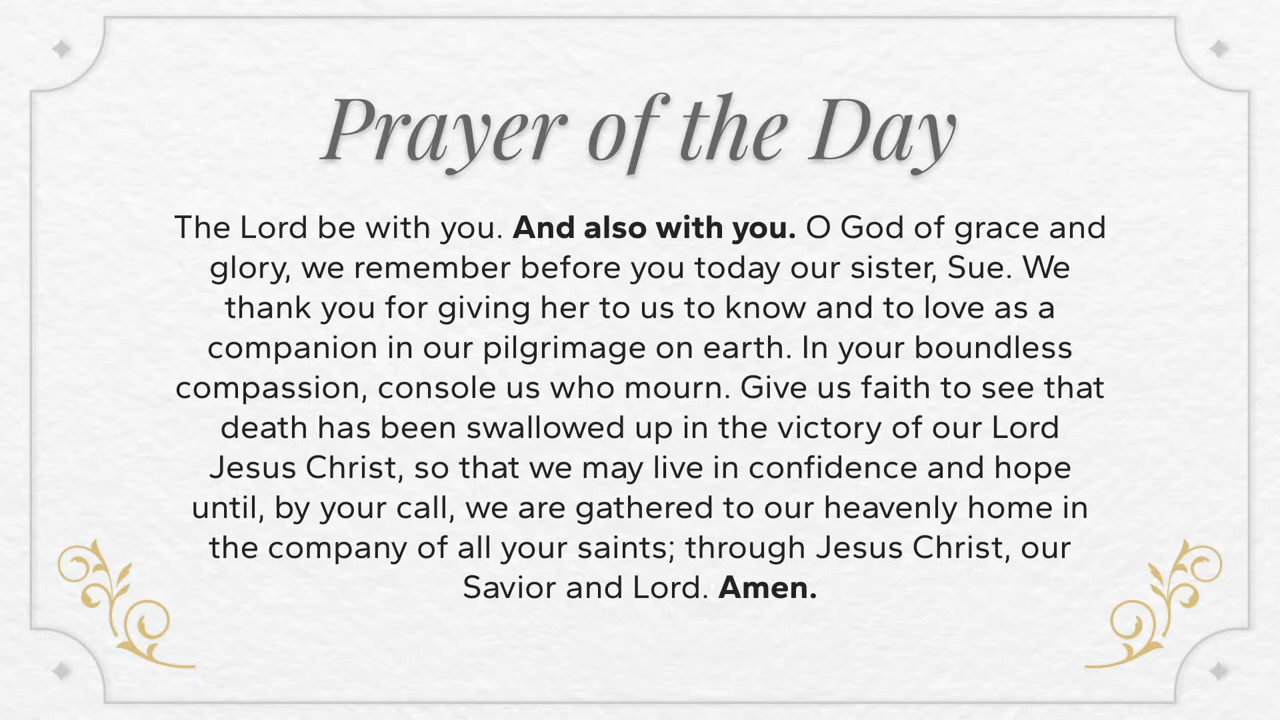 Prayer of the Day
The Lord be with you. And also with you. O God of grace and
glory, we remember before you today our sister, Sue. We
thank you for giving her to us to know and to love as a
companion in our pilgrimage on earth. In your boundless
compassion, console us who mourn. Give us faith to see that
death has been swallowed up in the victory of our Lord
Jesus Christ, so that we may live in confidence and hope
until, by your call, we are gathered to our heavenly home in
the company of all your saints; through Jesus Christ, our
Savior and Lord. Amen.